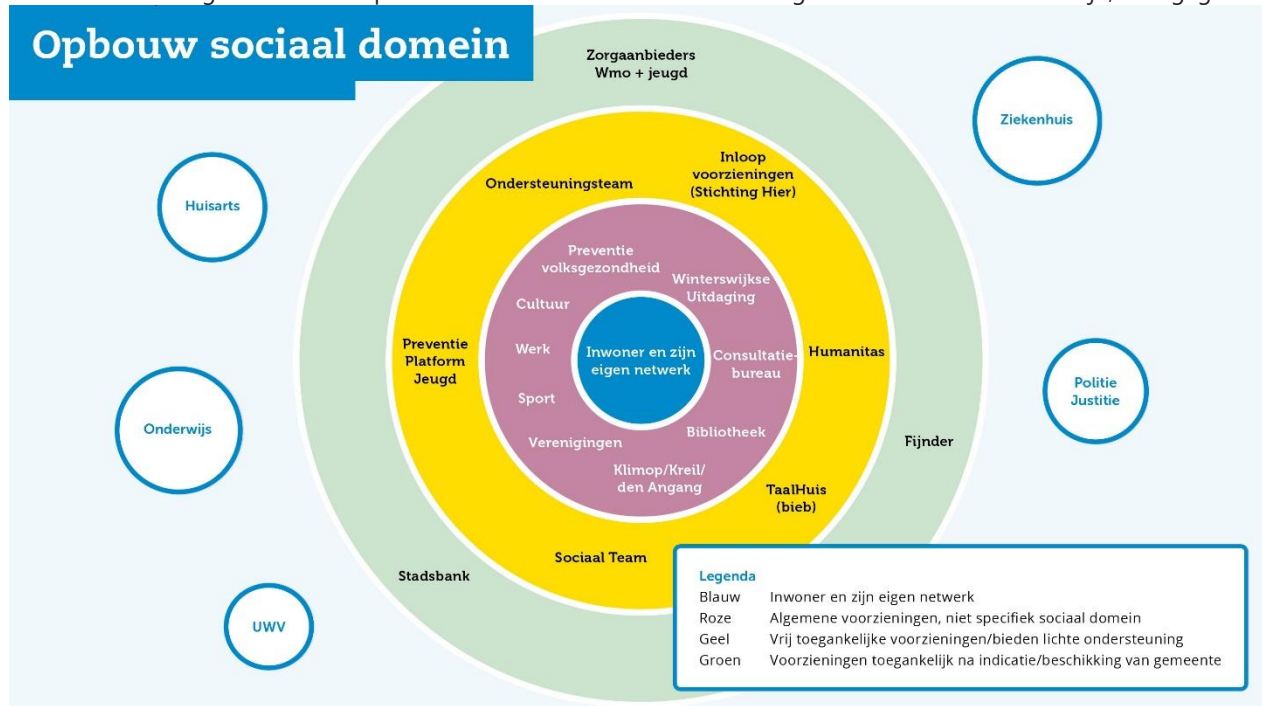 Opbouw sociaal domein
Zorgaanbieders
Wmo + jeugd
Ziekenhuis
Inloop
voorzieningen
(Stichting Hier)
Ondersteuningsteam
Huisarts
Preventie
volksgezondheid
Winterswijkse
Uitdaging
Cultuur
Preventie
Platform
Jeugd
Werk
Inwoner en zijn
eigen netwerk
Consultatie-
bureau
Humanitas
Politie
Justitie
Sport
Onderwijs
Verenigingen
Bibliotheek
Fijnder
Klimop/Kreil/
den Angang
TaalHuis
(bieb)
Sociaal Team
Stadsbank
UWV
Legenda
Blauw Inwoner en zijn eigen netwerk
Roze Algemene voorzieningen, niet specifiek sociaal domein
Geel Vrij toegankelijke voorzieningen/bieden lichte ondersteuning
Groen Voorzieningen toegankelijk na indicatie/beschikking van gemeente